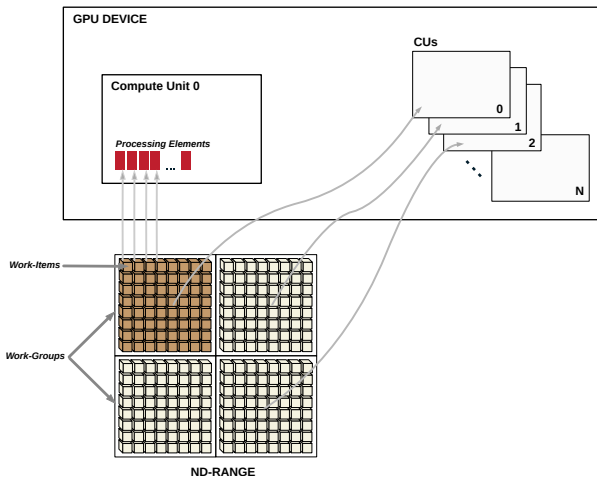 GPU DEVICE
CUs
Compute Unit 0
0
Processing Elements
1
2
...
N
Work-Items
Work-Groups
ND-RANGE